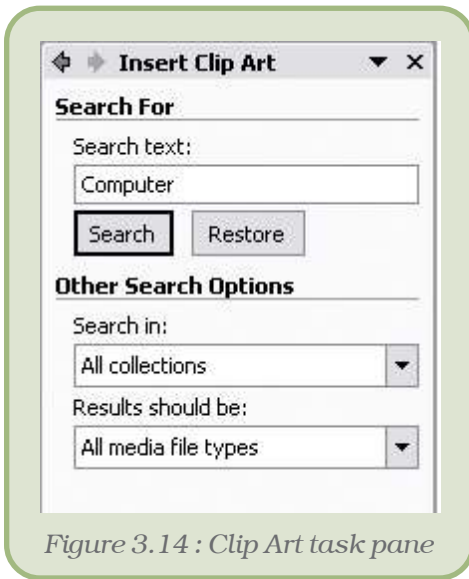 Insert Clip Art
Search For
Search text:
Computer
Search Restore
Other Search Options
Search in:
All collections
Results should be:
All media file types
Figure 3.14 : Clip Art task pane